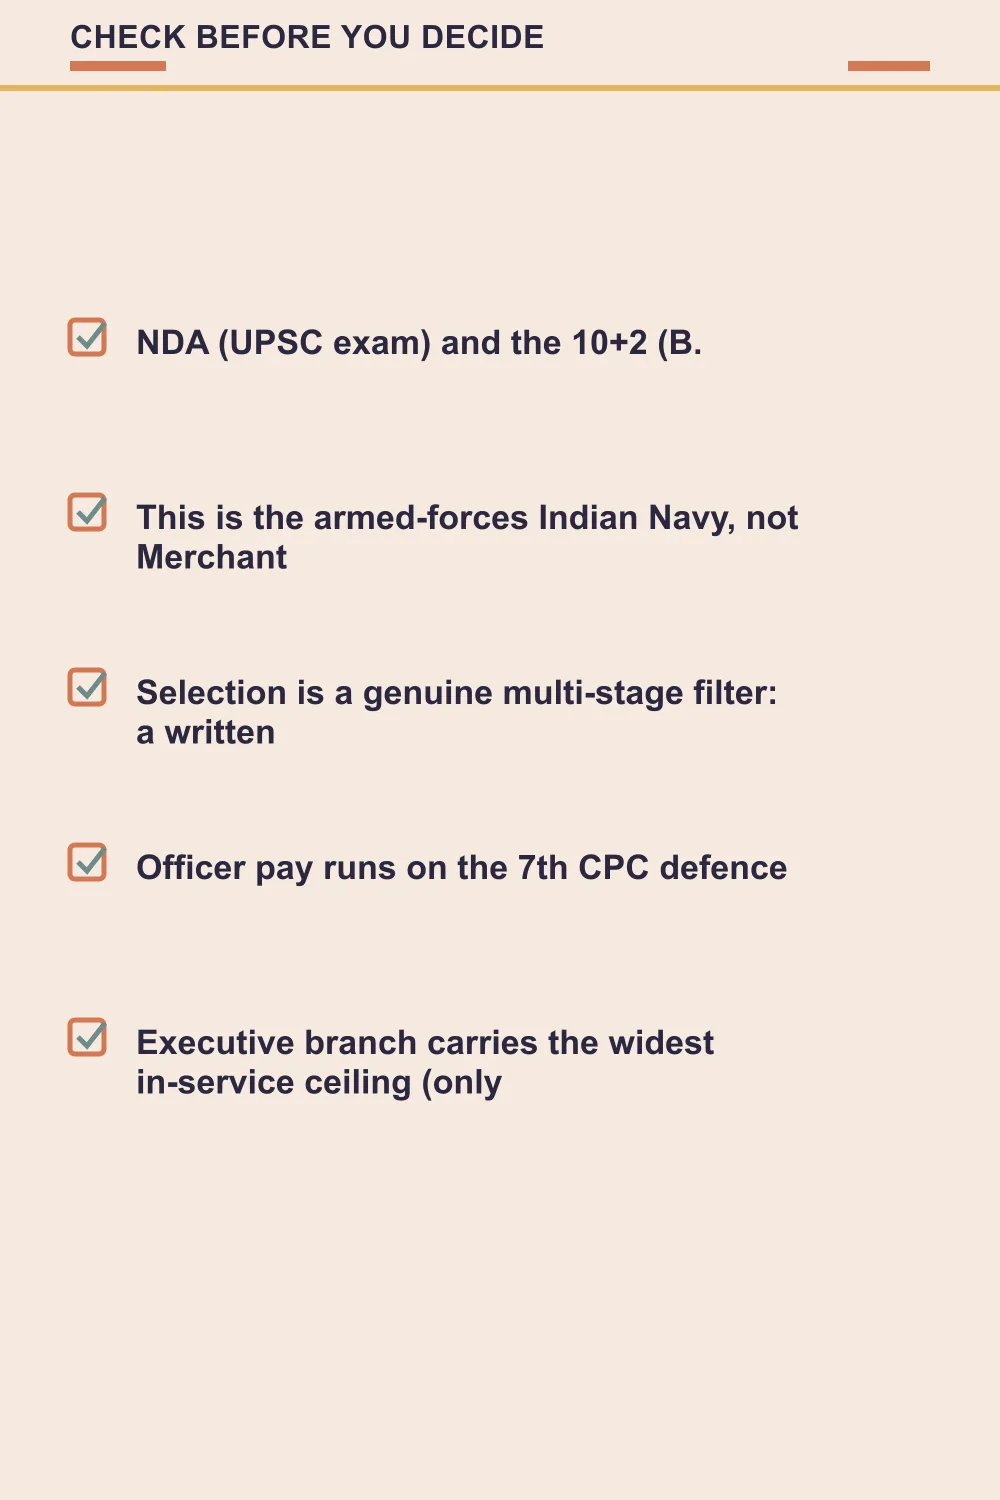 CHECK BEFORE YOU DECIDE
NDA (UPSC exam) and the 10+2 (B.
This is the armed-forces Indian Navy, not
Merchant
Selection is a genuine multi-stage filter:
a written
Officer pay runs on the 7th CPC defence
Executive branch carries the widest
in-service ceiling (only